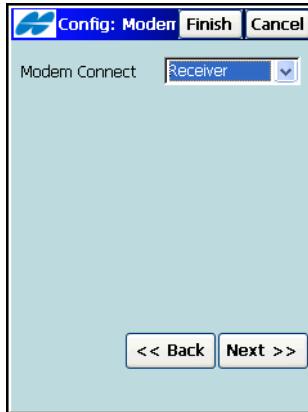 Config: Modem Finish Cancel
Modem Connect Receiver
<< Back Next >>